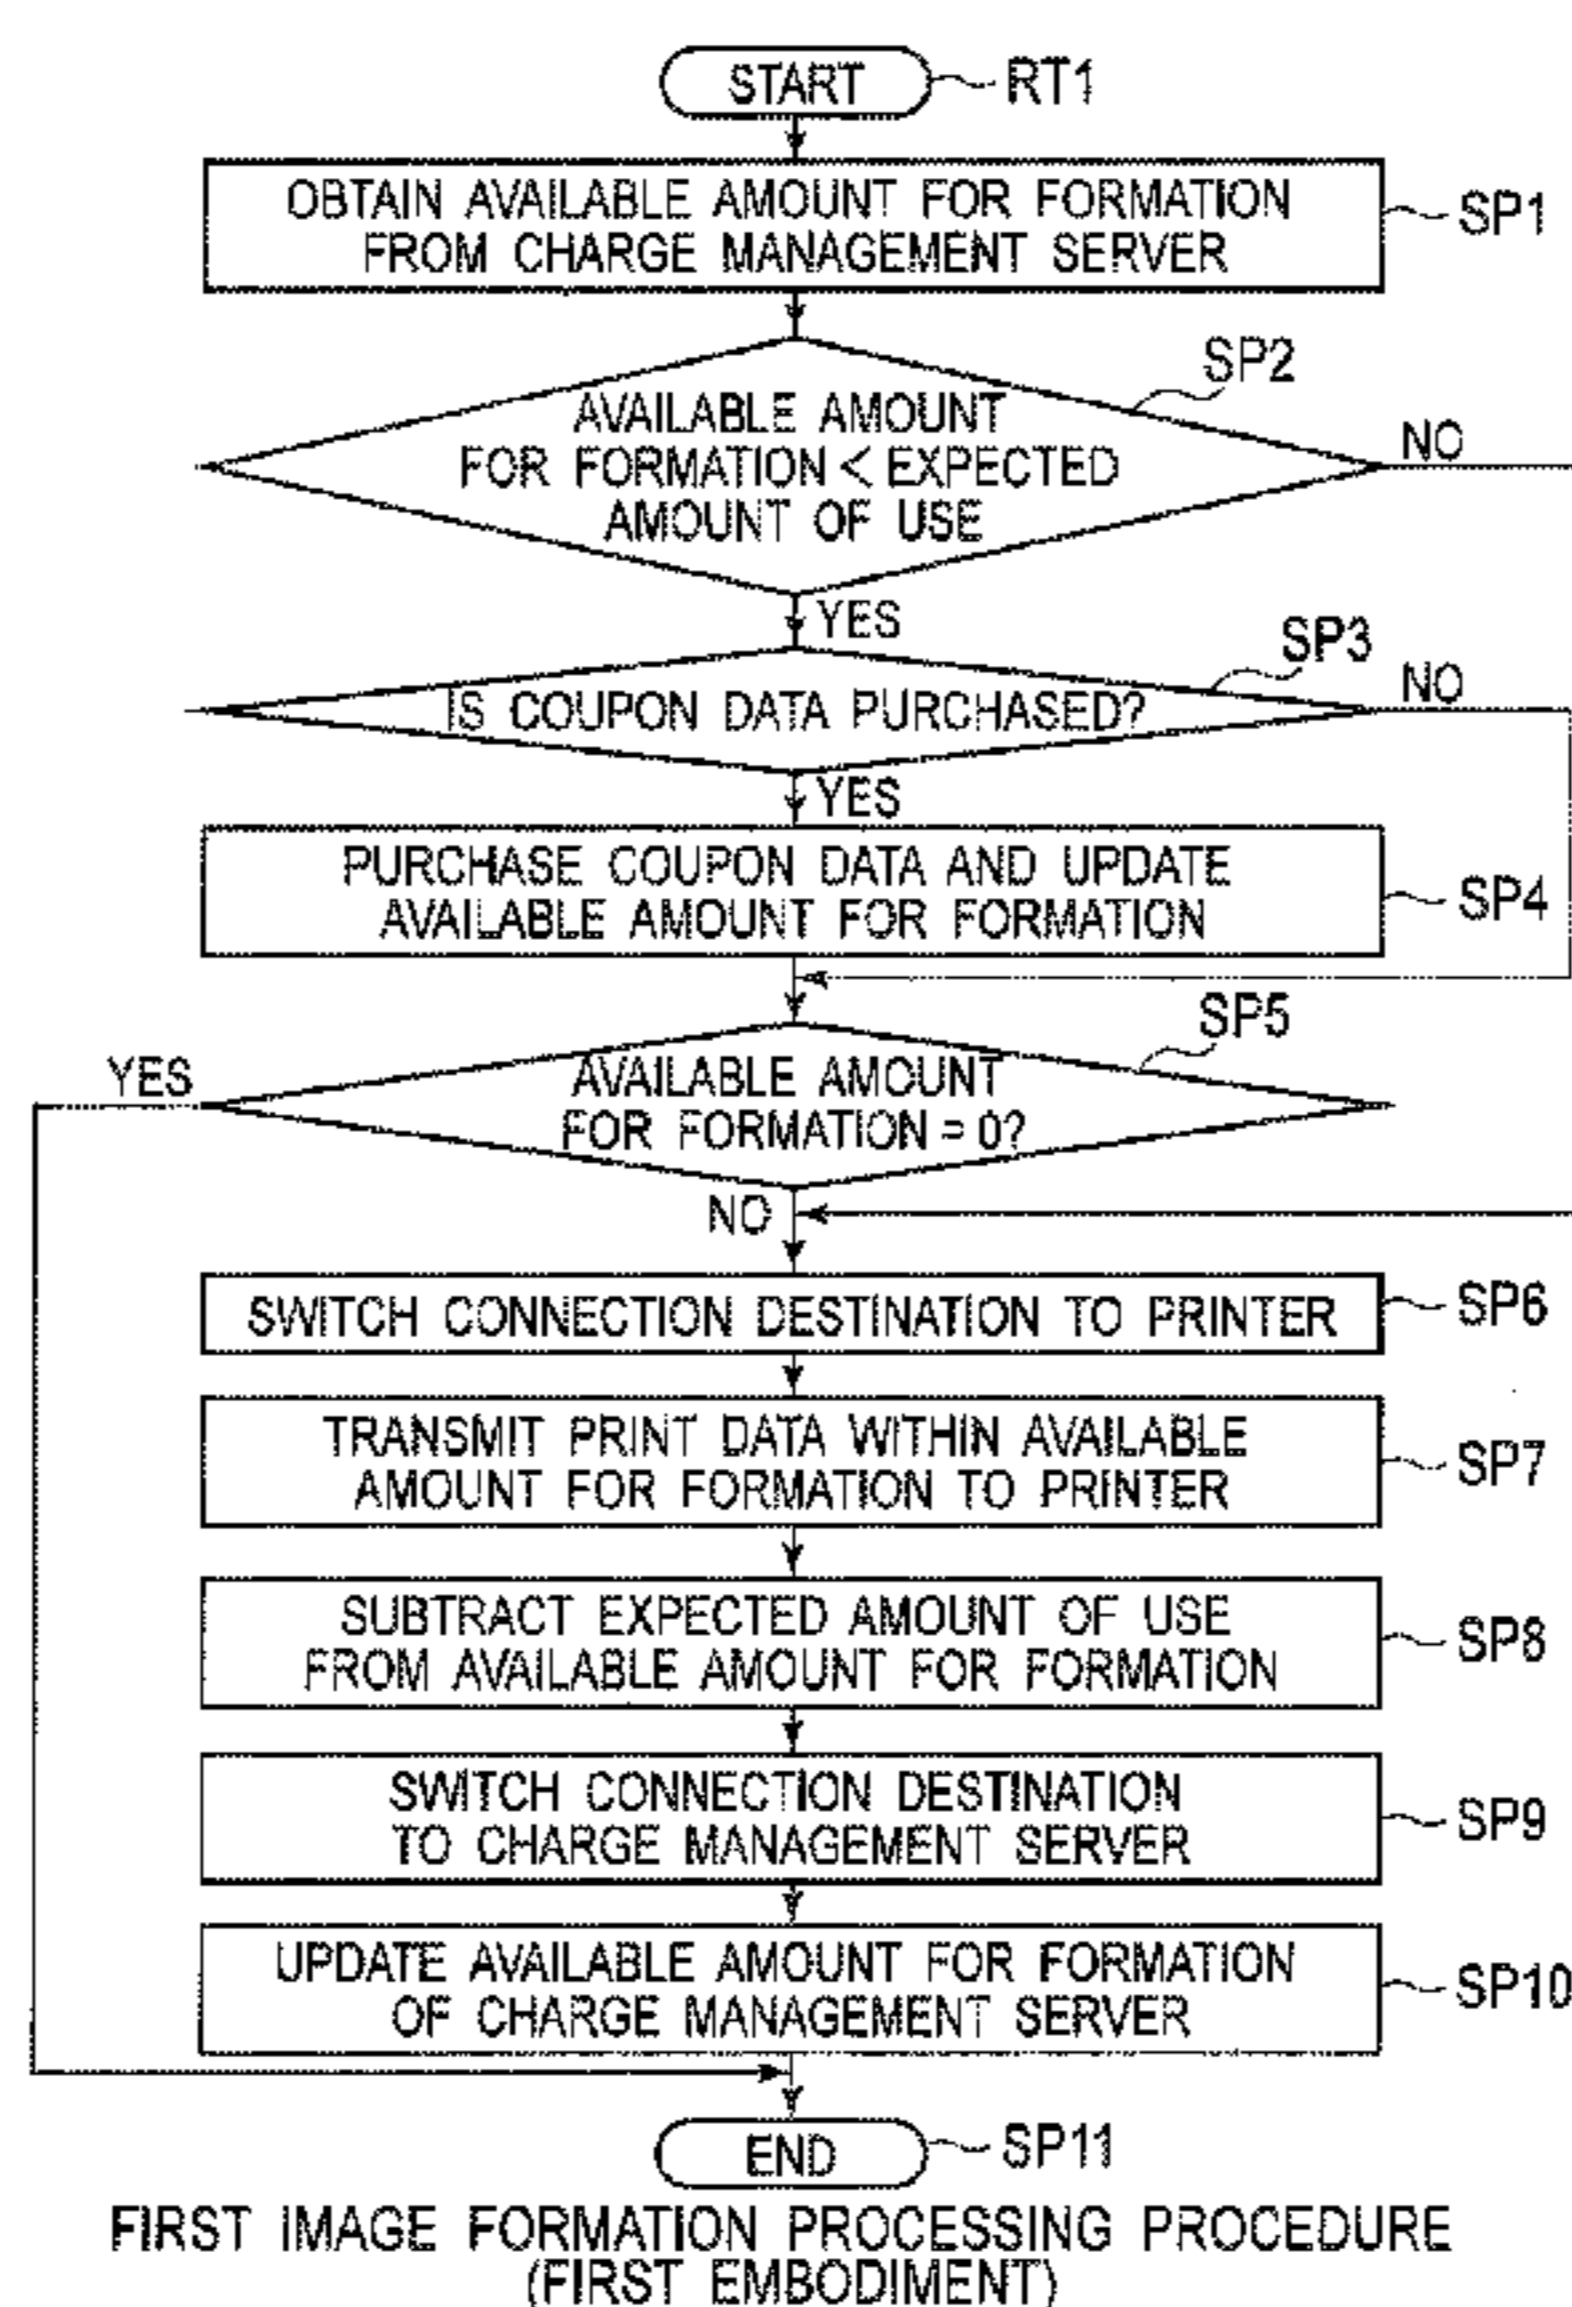 START
RT1
OBTAIN AVAILABLE AMOUNT FOR FORMATION
FROM CHARGE MANAGEMENT SERVER
SP1
SP2
AVAILABLE AMOUNT
FOR FORMATION < EXPECTED
AMOUNT OF USE
NO
YES
SP3
IS COUPON DATA PURCHASED?
NO
YES
PURCHASE COUPON DATA AND UPDATE
AVAILABLE AMOUNT FOR FORMATION
SP4
SP5
YES
AVAILABLE AMOUNT
FOR FORMATION = 0?
NO
SWITCH CONNECTION DESTINATION TO PRINTER
SP6
TRANSMIT PRINT DATA WITHIN AVAILABLE
AMOUNT FOR FORMATION TO PRINTER
SP7
SUBTRACT EXPECTED AMOUNT OF USE
FROM AVAILABLE AMOUNT FOR FORMATION
SP8
SWITCH CONNECTION DESTINATION
TO CHARGE MANAGEMENT SERVER
SP9
UPDATE AVAILABLE AMOUNT FOR FORMATION
OF CHARGE MANAGEMENT SERVER
SP10
END
SP11
FIRST IMAGE FORMATION PROCESSING PROCEDURE
(FIRST EMBODIMENT)